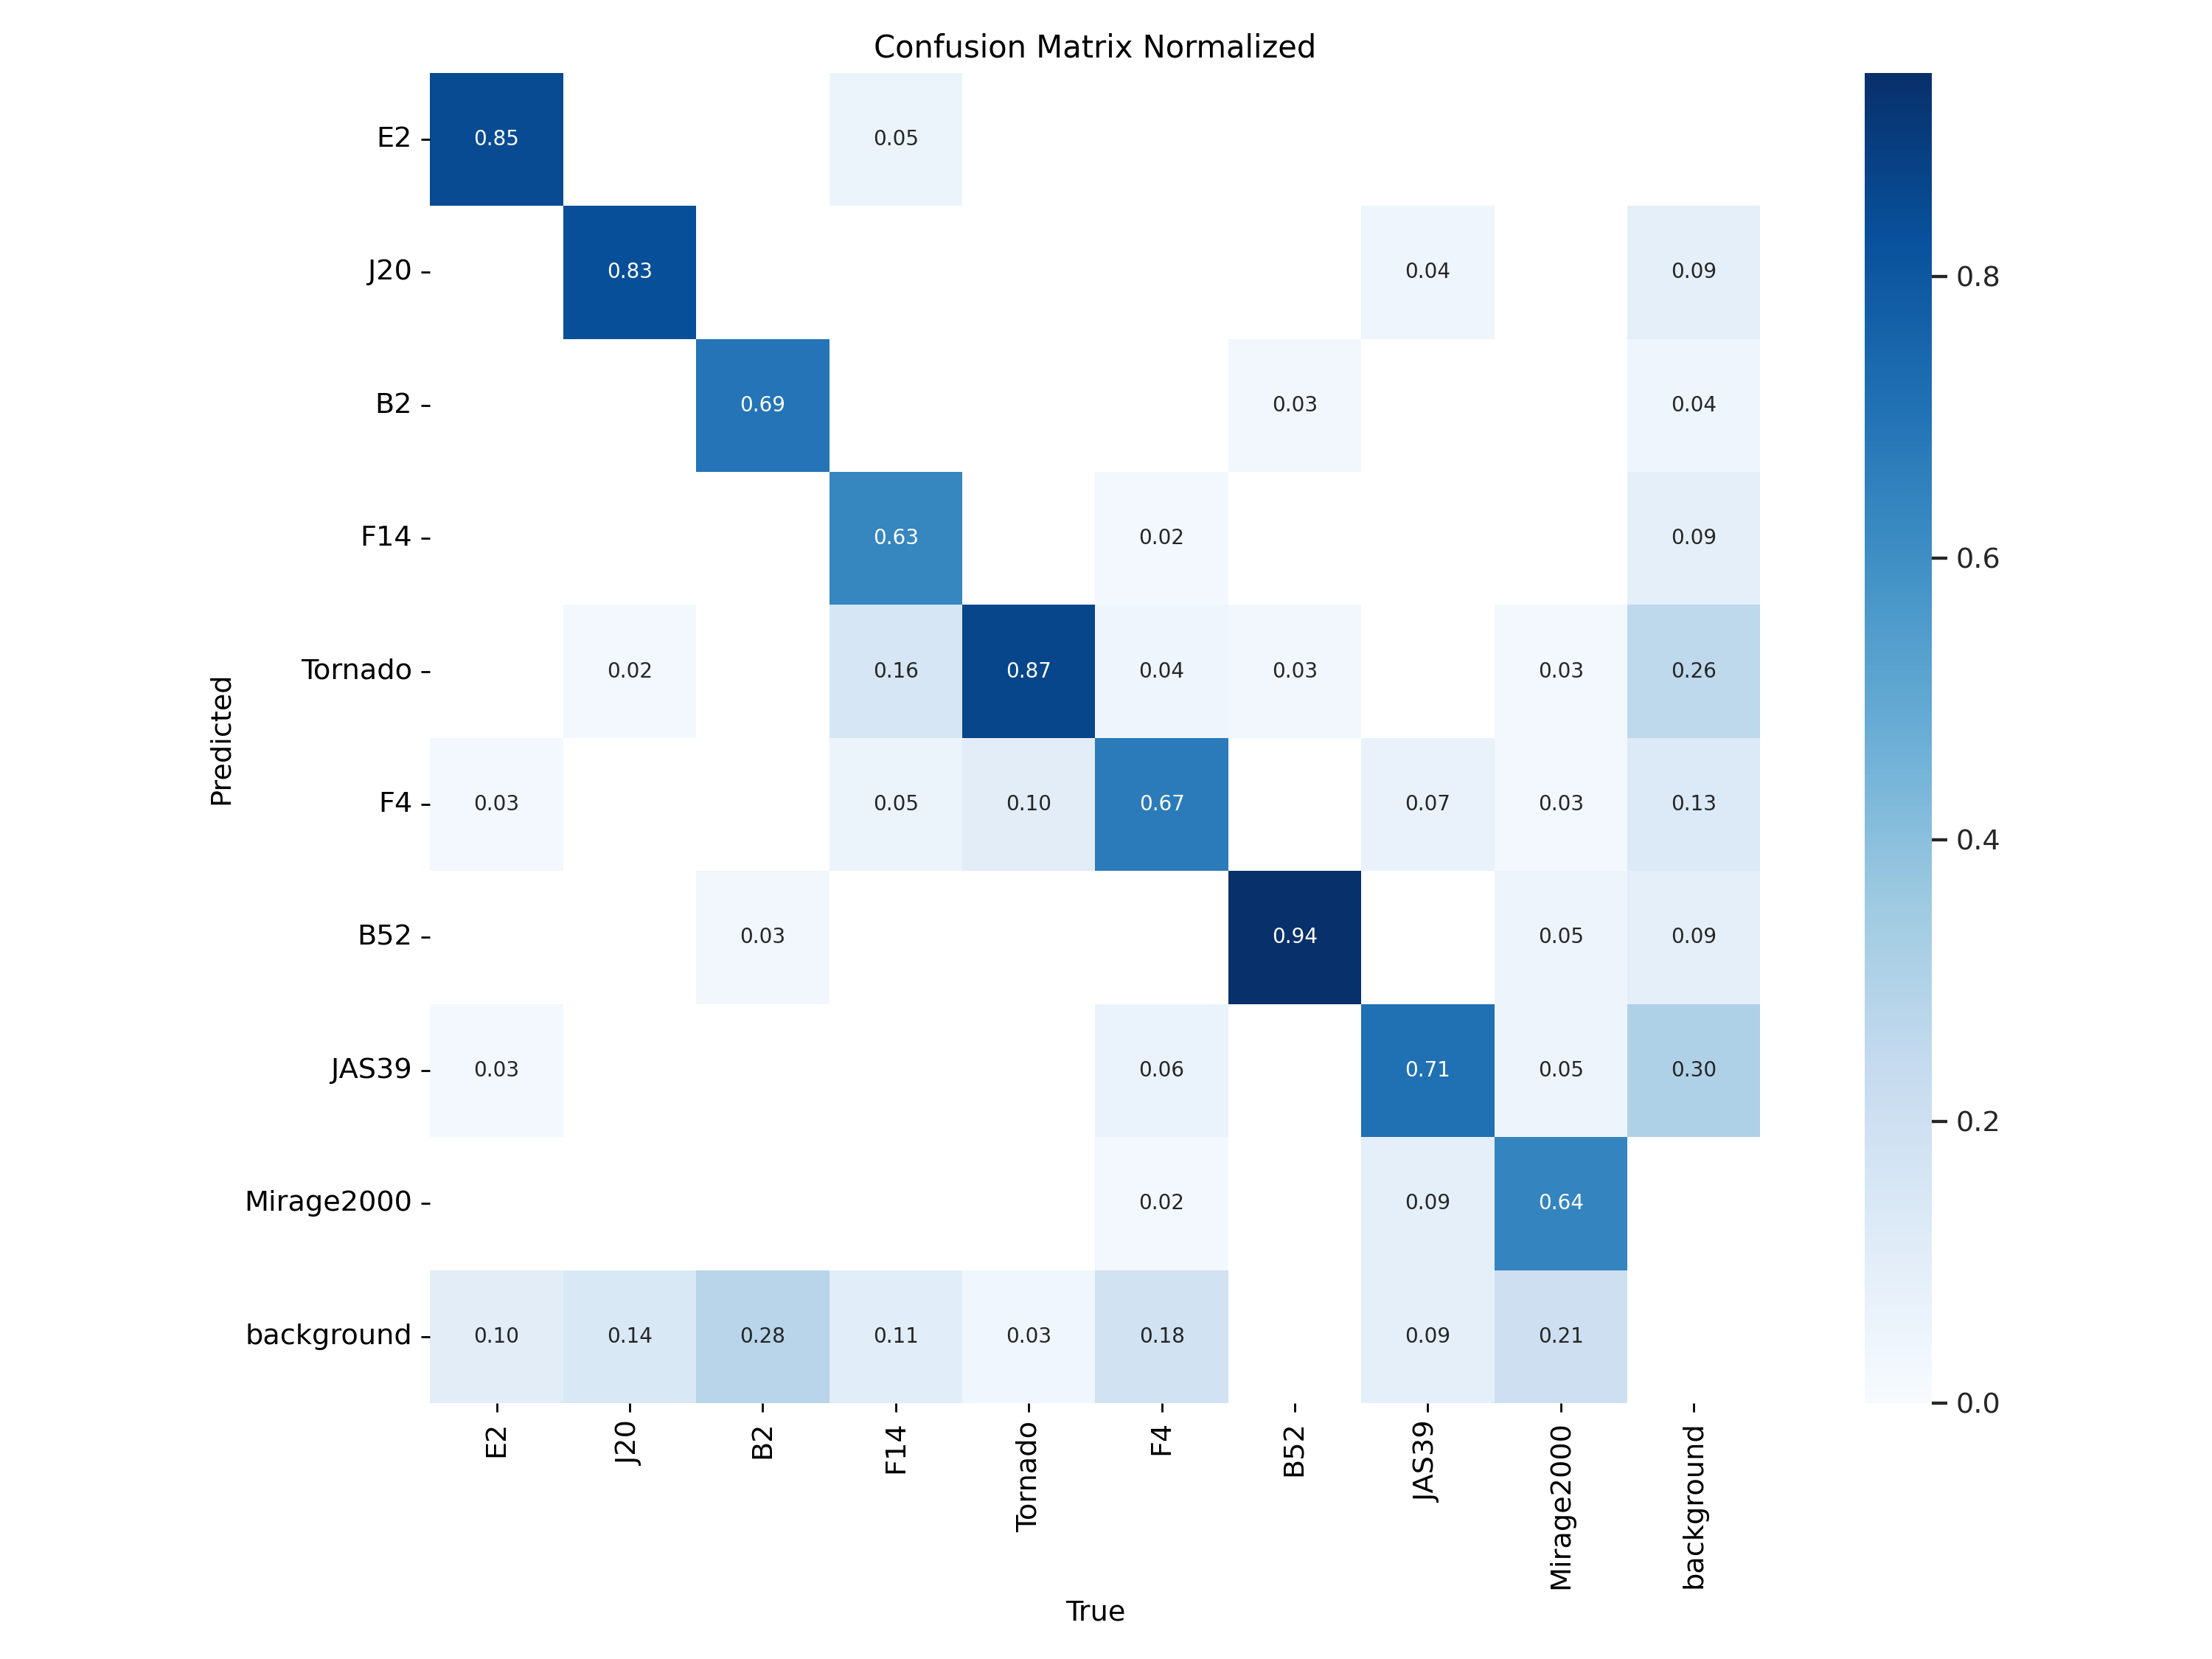 Confusion Matrix Normalized
E2 0.85 0.05
J20 0.83 0.04 0.09 0.8
B2 0.69 0.03 0.04
F14 0.63 0.02 0.09 0.6
Tornado 0.02 0.16 0.87 0.04 0.03 0.03 0.26
Predicted
F4 0.03 0.05 0.10 0.67 0.07 0.03 0.13 0.4
B52 0.03 0.94 0.05 0.09
JAS39 0.03 0.06 0.71 0.05 0.30 0.2
Mirage2000 0.02 0.09 0.64
background 0.10 0.14 0.28 0.11 0.03 0.18 0.09 0.21 0.0
E2 J20 B2 F14 Tornado F4 B52 JAS39 Mirage2000 background
True